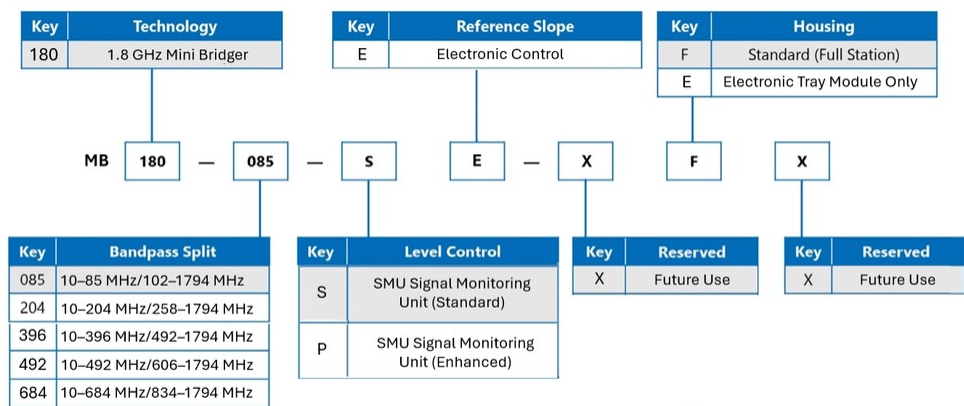 Key Technology
180 1.8 GHz Mini Bridger
Key Reference Slope
E Electronic Control
Key Housing
F Standard (Full Station)
E Electronic Tray Module Only
MB 180 — 085 — S E — X F X
Key Bandpass Split
085 10–85 MHz/102–1794 MHz
204 10–204 MHz/258–1794 MHz
396 10–396 MHz/492–1794 MHz
492 10–492 MHz/606–1794 MHz
684 10–684 MHz/834–1794 MHz
Key Level Control
S SMU Signal Monitoring
Unit (Standard)
P SMU Signal Monitoring
Unit (Enhanced)
Key Reserved
X Future Use
Key Reserved
X Future Use